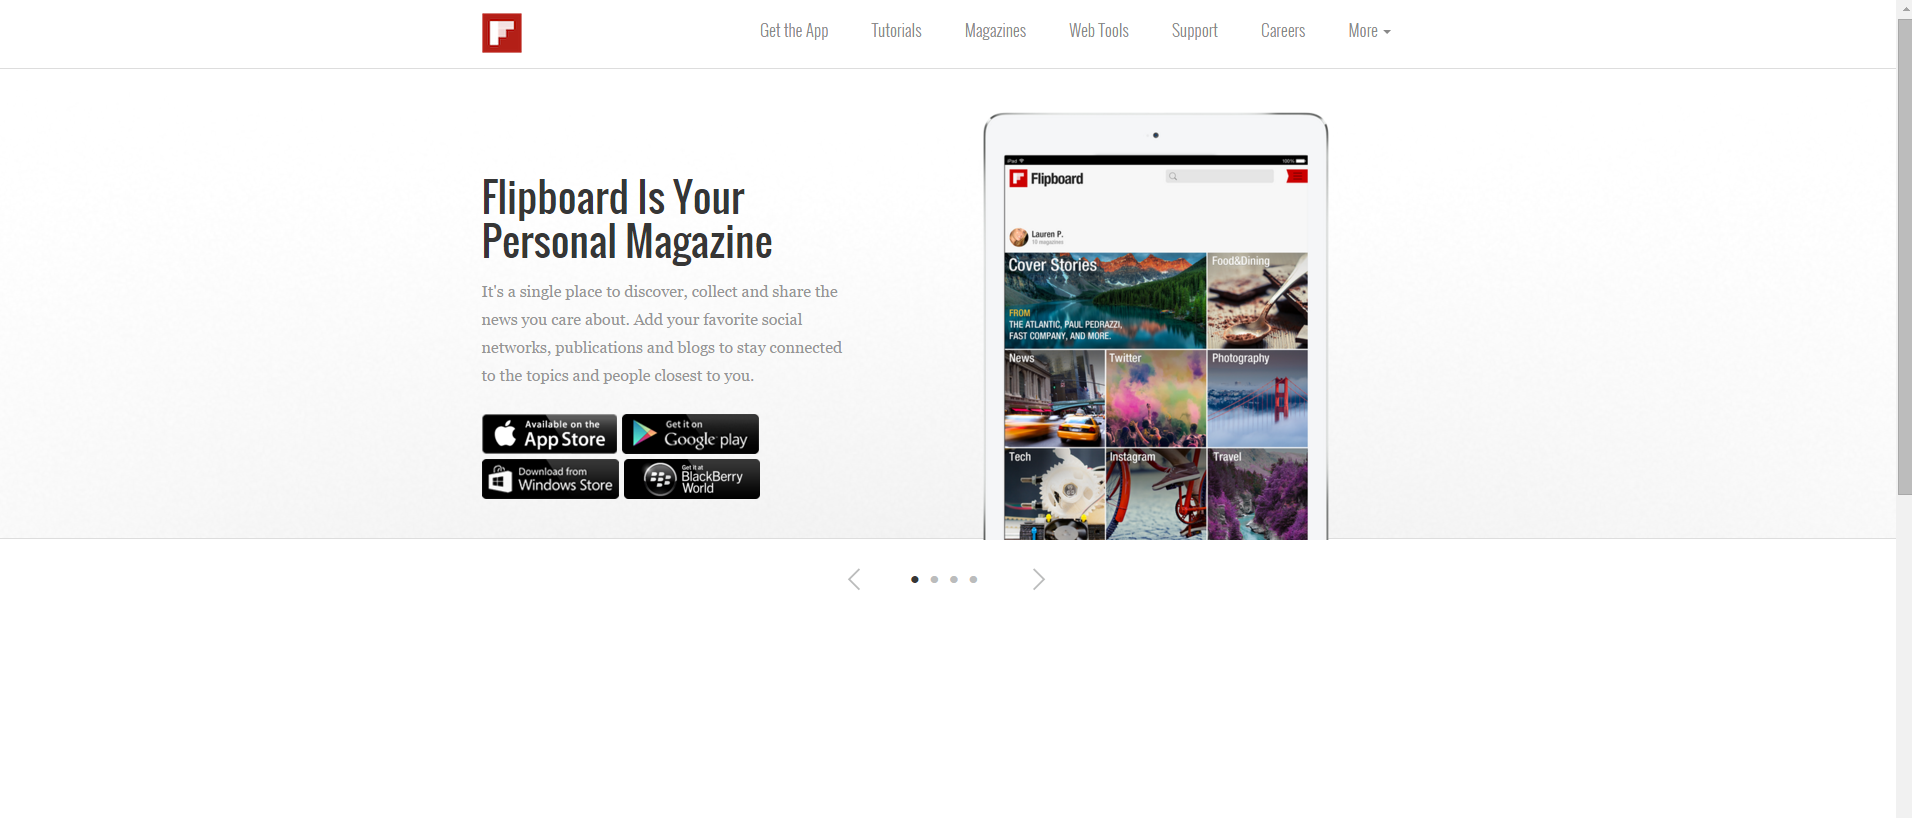 Get the App
Tutorials
Magazines
Web Tools
Support
Careers
More
Flipboard Is Your
Personal Magazine
It's a single place to discover, collect and share the
news you care about. Add your favorite social
networks, publications and blogs to stay connected
to the topics and people closest to you.
Available on the
App Store
Get it on
Google play
Download from
Windows Store
Get it at
BlackBerry
World
iPad
100%
Flipboard
Lauren P.
10 magazines
Cover Stories
FROM
THE ATLANTIC, PAUL PEDRAZZI,
FAST COMPANY, AND MORE.
Food&Dining
News
Twitter
Photography
Tech
Instagram
Travel